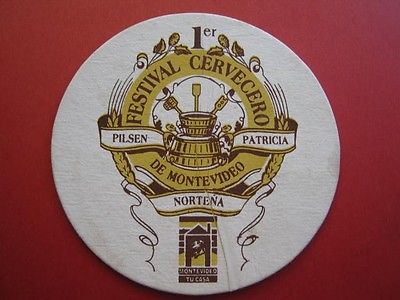 1er
FESTIVAL CERVECERO
PILSEN
PATRICIA
DE MONTEVIDEO
NORTEÑA
MONTEVIDEO
TU CASA